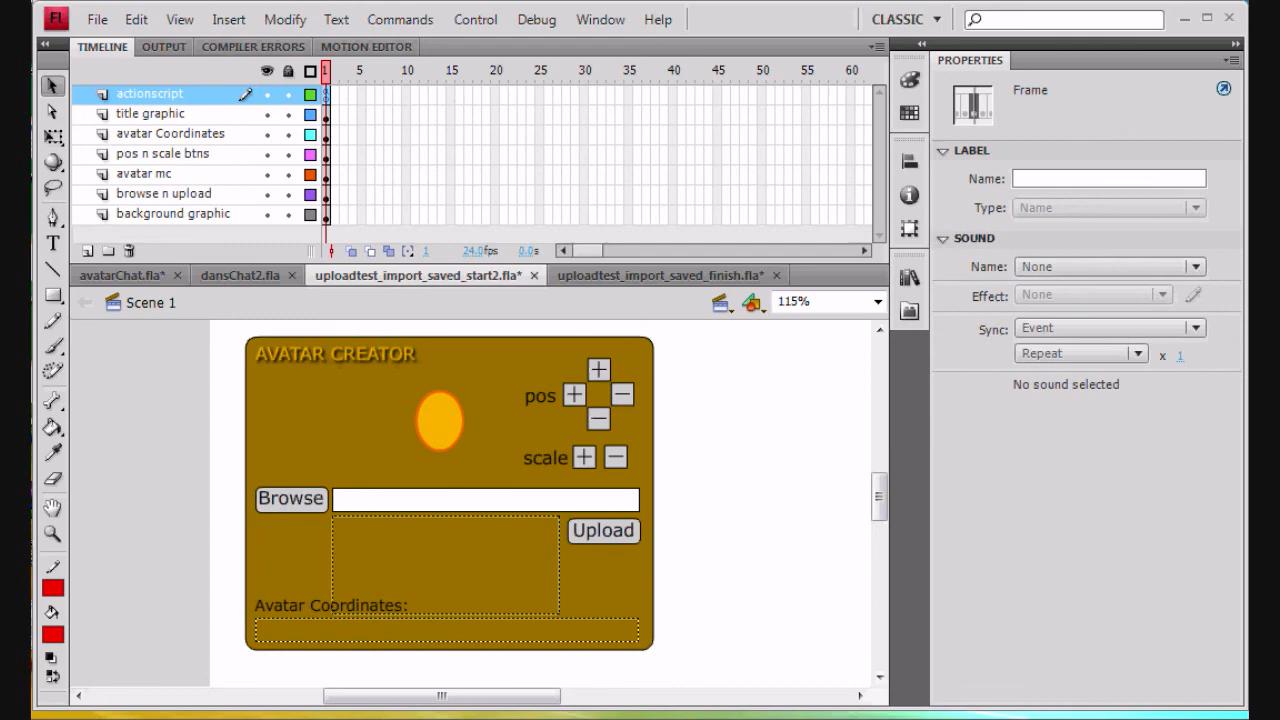 Fl File Edit View Insert Modify Text Commands Control Debug Window Help CLASSIC
TIMELINE OUTPUT COMPILER ERRORS MOTION EDITOR
1 5 10 15 20 25 30 35 40 45 50 55 60
actionscript
title graphic
avatar Coordinates
pos n scale btns
avatar mc
browse n upload
background graphic
1 24.0fps 0.0s
avatarChat.fla* × dansChat2.fla × uploadtest_import_saved_start2.fla* × uploadtest_import_saved_finish.fla* ×
Scene 1 115%
AVATAR CREATOR
pos
scale
Browse
Upload
Avatar Coordinates:
PROPERTIES
Frame
LABEL
Name:
Type: Name
SOUND
Name: None
Effect: None
Sync: Event
Repeat x 1
No sound selected